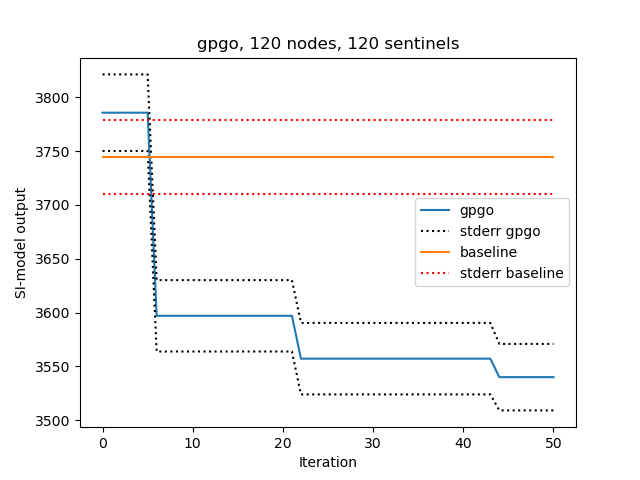 gpgo, 120 nodes, 120 sentinels
SI-model output
3800
3750
3700
3650
3600
3550
3500
gpgo
stderr gpgo
baseline
stderr baseline
0 10 20 30 40 50
Iteration